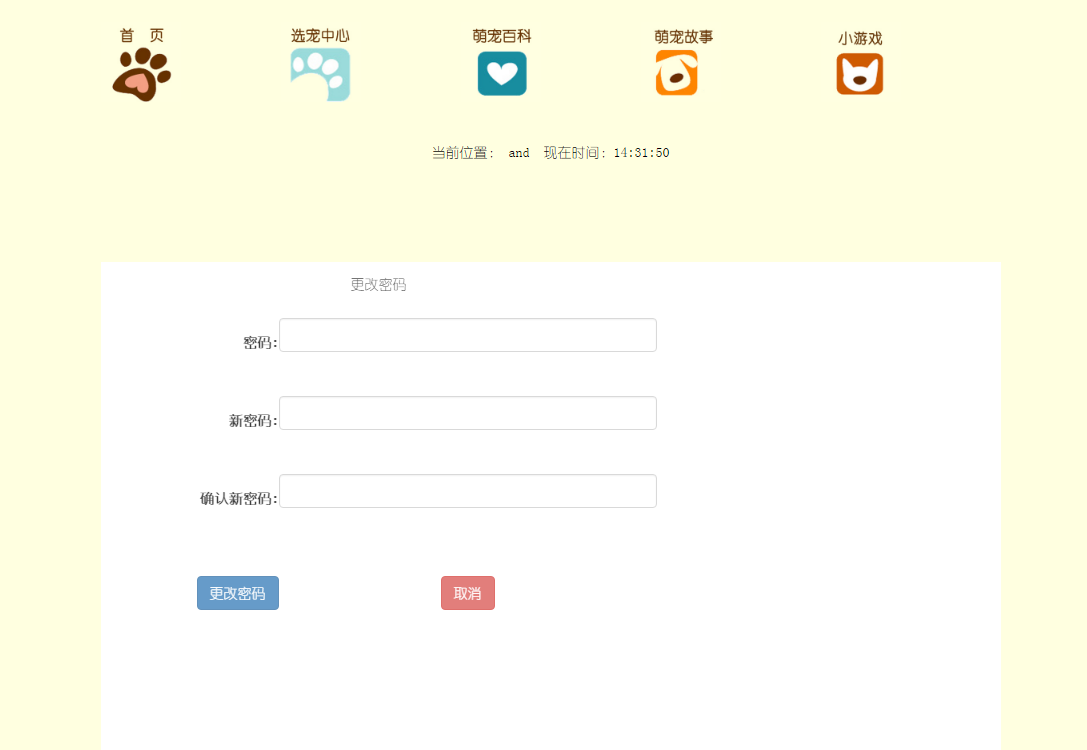 首 页 选宠中心 萌宠百科 萌宠故事 小游戏
当前位置： and 现在时间：14:31:50
更改密码
密码:
新密码:
确认新密码:
更改密码 取消